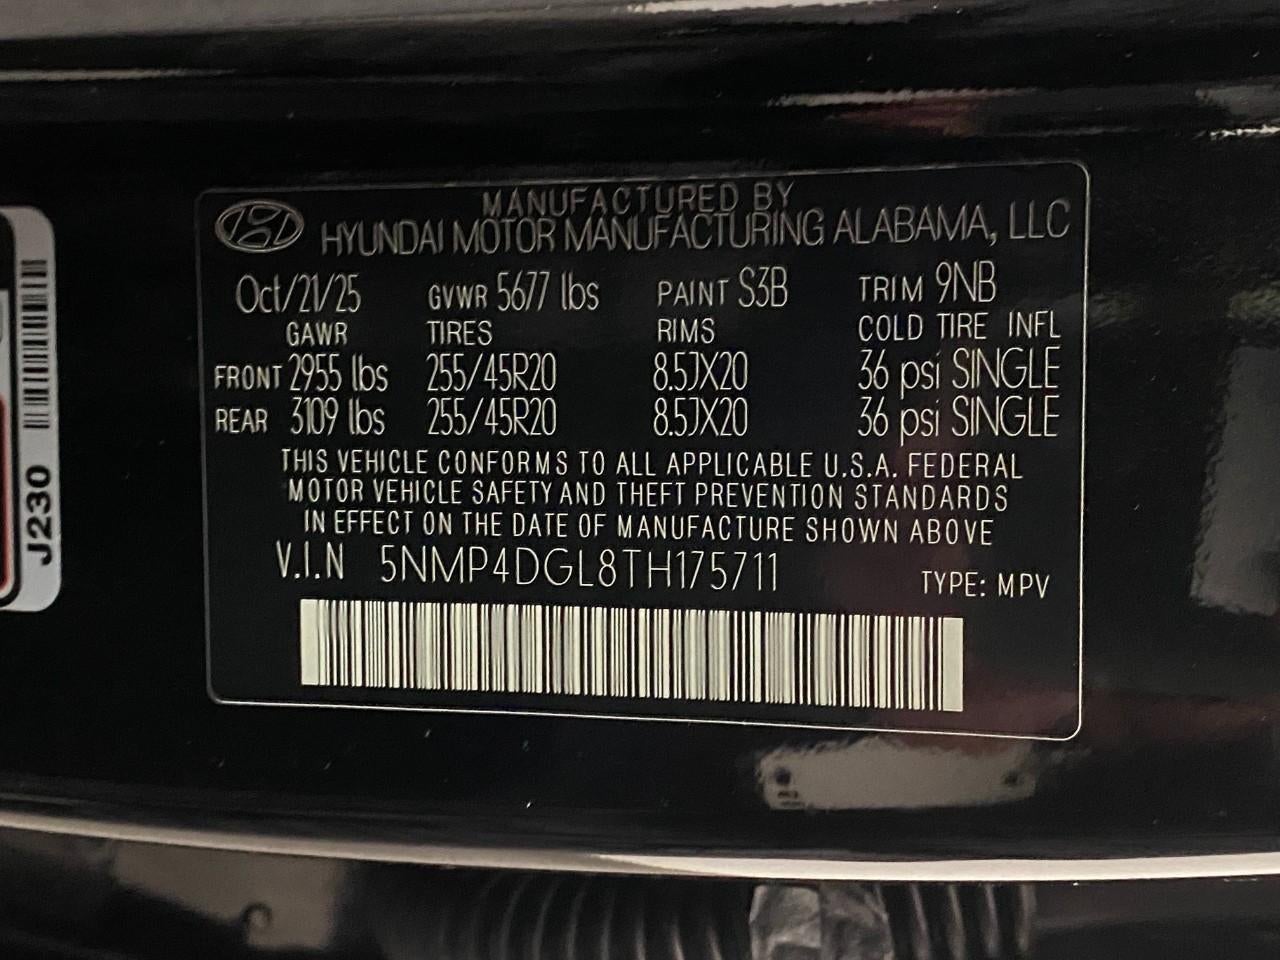 MANUFACTURED BY
HYUNDAI MOTOR MANUFACTURING ALABAMA, LLC
Oct/21/25 GVWR 5677 lbs PAINT S3B TRIM 9NB
GAWR TIRES RIMS COLD TIRE INFL
FRONT 2955 lbs 255/45R20 8.5JX20 36 psi SINGLE
REAR 3109 lbs 255/45R20 8.5JX20 36 psi SINGLE
THIS VEHICLE CONFORMS TO ALL APPLICABLE U.S.A. FEDERAL
MOTOR VEHICLE SAFETY AND THEFT PREVENTION STANDARDS
IN EFFECT ON THE DATE OF MANUFACTURE SHOWN ABOVE
V.I.N 5NMP4DGL8TH175711 TYPE: MPV
J230